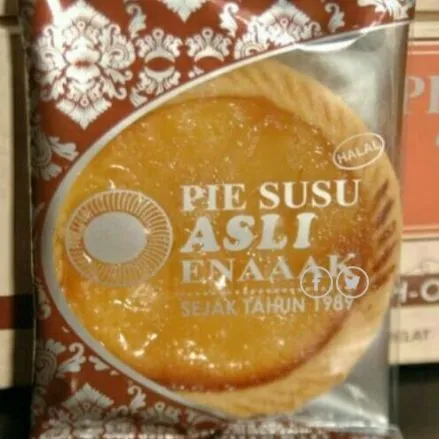 HALAL
PIE SUSU
ASLI
ENAAAK
SEJAK TAHUN 1989